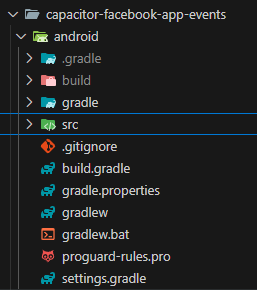 capacitor-facebook-app-events
android
.gradle
build
gradle
src
.gitignore
build.gradle
gradle.properties
gradlew
gradlew.bat
proguard-rules.pro
settings.gradle